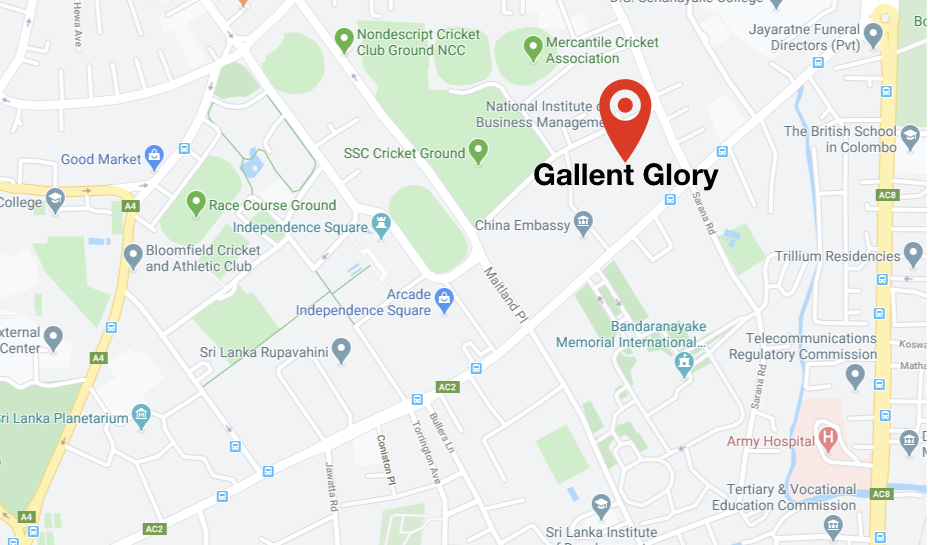 D.S. Senanayake College
Hewa Ave
Nondescript Cricket
Club Ground NCC
Mercantile Cricket
Association
Jayaratne Funeral
Directors (Pvt)
National Institute
Business Manageme
SSC Cricket Ground
The British School
in Colombo
Good Market
Gallent Glory
College
A4
Race Course Ground
AC8
Sarana Rd
Independence Square
China Embassy
Bloomfield Cricket
and Athletic Club
Trillium Residencies
Maitland Pl
Arcade
Independence Square
Bandaranayake
Memorial International...
xternal
Center
Sri Lanka Rupavahini
Telecommunications
Regulatory Commission
Koswa
A4
Matha
AC2
Sarana Rd
ri Lanka Planetarium
Bullers Ln
Torrington Ave
Coniston Pl
Army Hospital
Jawatta Rd
Tertiary & Vocational
Education Commission
AC8
A4
AC2
Sri Lanka Institute